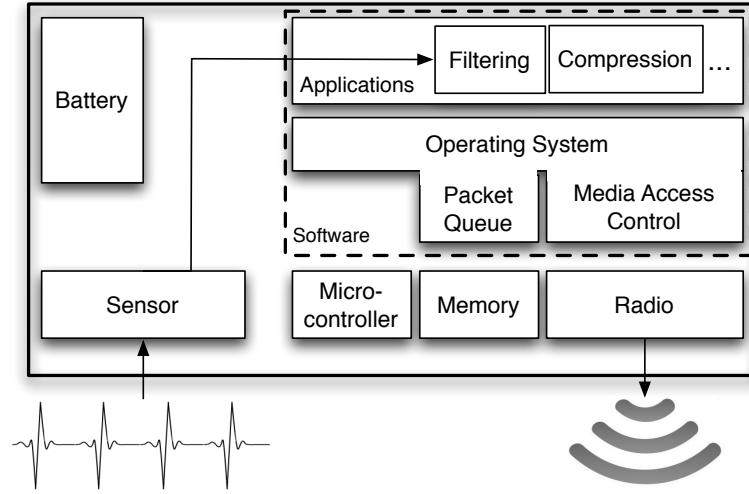 Battery
Filtering
Compression
...
Applications
Operating System
Packet
Queue
Media Access
Control
Software
Sensor
Micro-
controller
Memory
Radio